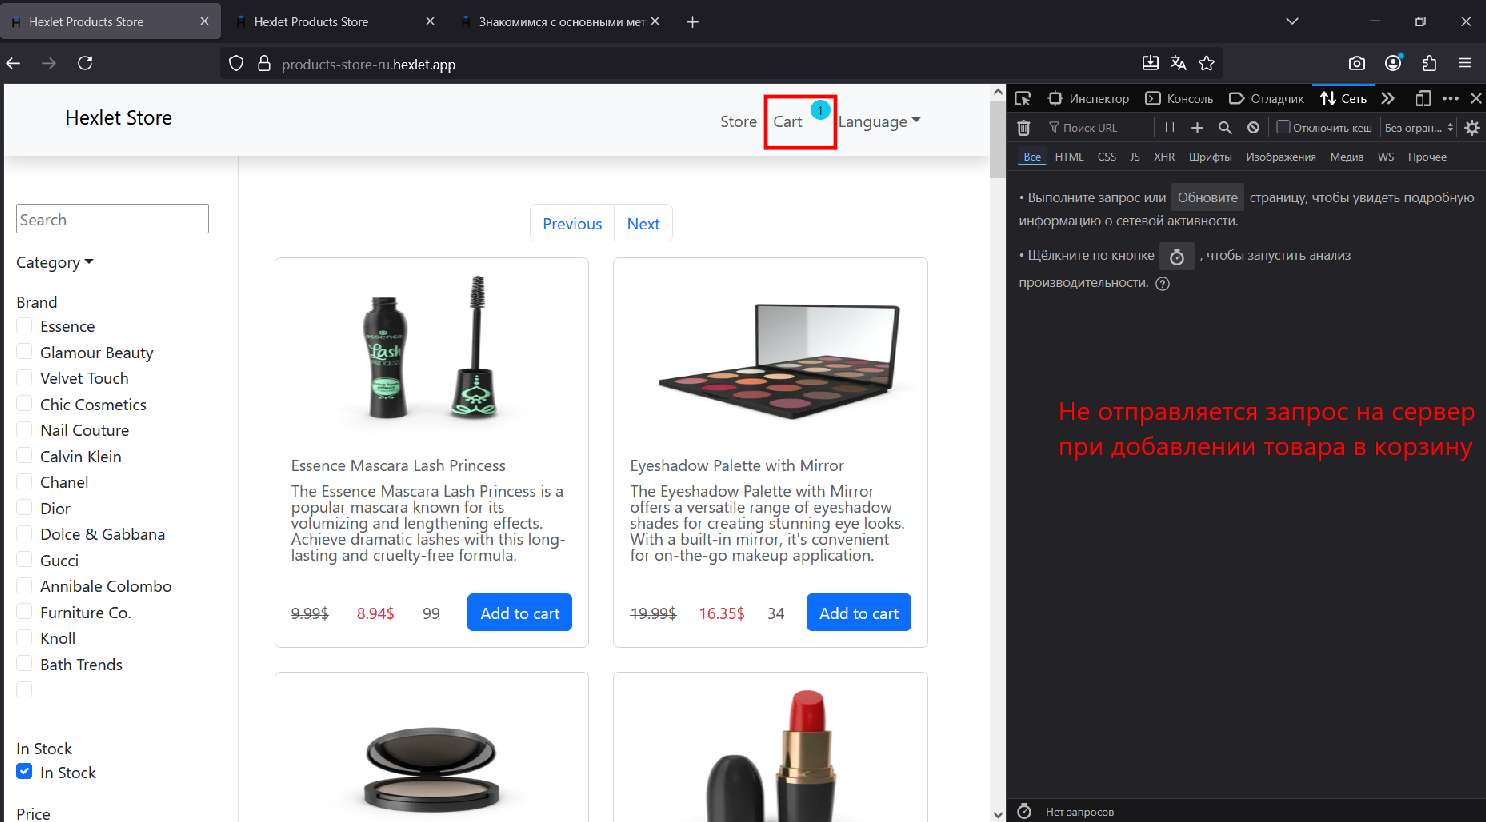 Hexlet Products Store
Hexlet Products Store
Знакомимся с основными мет
products-store-ru.hexlet.app
Hexlet Store
Store
Cart
1
Language
Инспектор
Консоль
Отладчик
Сеть
Поиск URL
Отключить кеш
Без огран...
Все
HTML
CSS
JS
XHR
Шрифты
Изображения
Медиа
WS
Прочее
• Выполните запрос или Обновите страницу, чтобы увидеть подробную
информацию о сетевой активности.
• Щёлкните по кнопке , чтобы запустить анализ
производительности.
Не отправляется запрос на сервер
при добавлении товара в корзину
Нет запросов
Search
Category
Brand
Essence
Glamour Beauty
Velvet Touch
Chic Cosmetics
Nail Couture
Calvin Klein
Chanel
Dior
Dolce & Gabbana
Gucci
Annibale Colombo
Furniture Co.
Knoll
Bath Trends
In Stock
In Stock
Price
Previous
Next
essence
Lash
PRINCESS
Essence Mascara Lash Princess
The Essence Mascara Lash Princess is a
popular mascara known for its
volumizing and lengthening effects.
Achieve dramatic lashes with this long-
lasting and cruelty-free formula.
9.99$ 8.94$ 99 Add to cart
Eyeshadow Palette with Mirror
The Eyeshadow Palette with Mirror
offers a versatile range of eyeshadow
shades for creating stunning eye looks.
With a built-in mirror, it's convenient
for on-the-go makeup application.
19.99$ 16.35$ 34 Add to cart